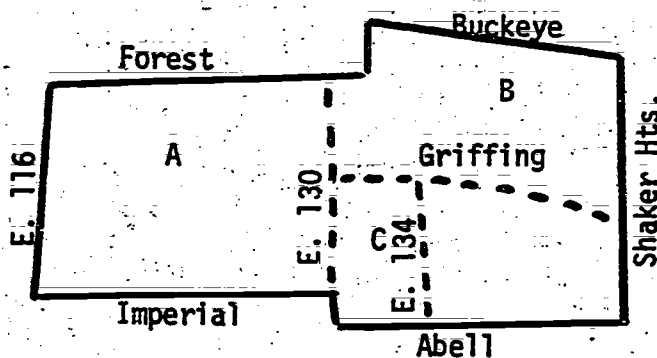 Buckeye
Forest
B
A
Griffing
E. 116
E. 130
C
E. 134
Shaker Hts.
Imperial
Abell